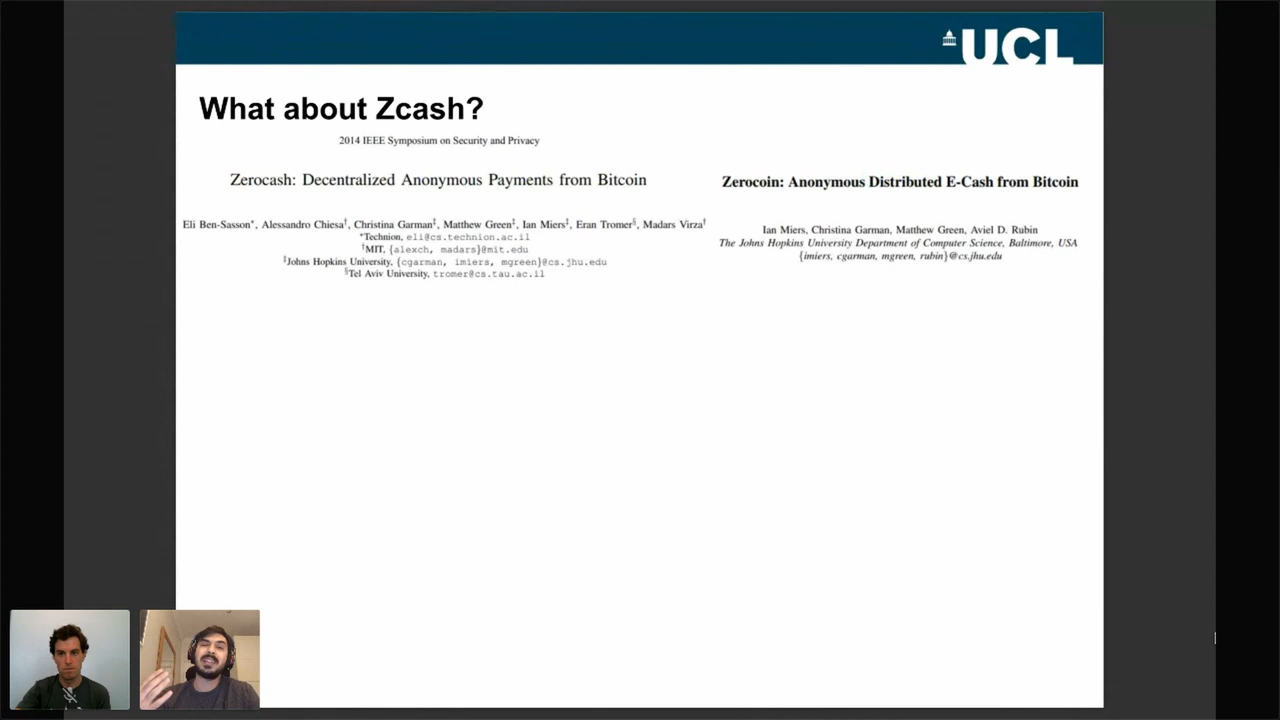 UCL
What about Zcash?
2014 IEEE Symposium on Security and Privacy
Zerocash: Decentralized Anonymous Payments from Bitcoin
Eli Ben-Sasson*, Alessandro Chiesa†, Christina Garman‡, Matthew Green‡, Ian Miers‡, Eran Tromer§, Madars Virza†
*Technion, eli@cs.technion.ac.il
†MIT, {alexch, madars}@mit.edu
‡Johns Hopkins University, {cgarman, imiers, mgreen}@cs.jhu.edu
§Tel Aviv University, tromer@cs.tau.ac.il
Zerocoin: Anonymous Distributed E-Cash from Bitcoin
Ian Miers, Christina Garman, Matthew Green, Aviel D. Rubin
The Johns Hopkins University Department of Computer Science, Baltimore, USA
{imiers, cgarman, mgreen, rubin}@cs.jhu.edu